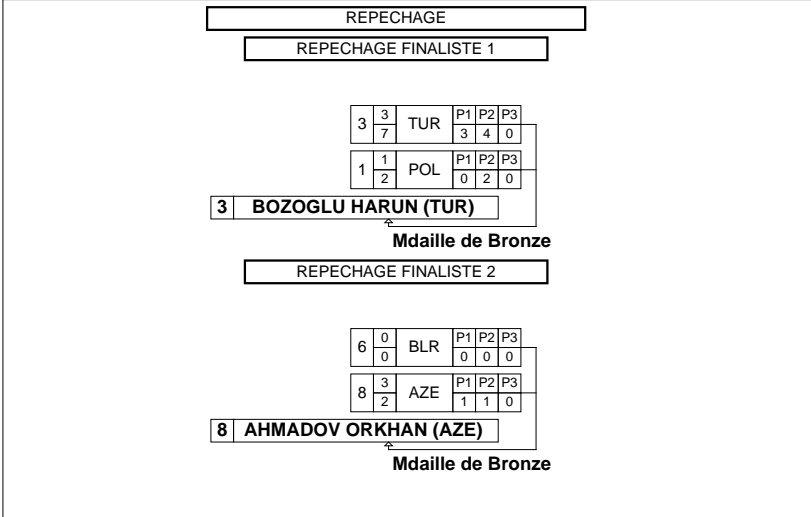 REPECHAGE
REPECHAGE FINALISTE 1
3 3 TUR P1 P2 P3
7 3 4 0
1 1 POL P1 P2 P3
2 0 2 0
3 BOZOGLU HARUN (TUR)
Mdaille de Bronze
REPECHAGE FINALISTE 2
6 0 BLR P1 P2 P3
0 0 0 0
8 3 AZE P1 P2 P3
2 1 1 0
8 AHMADOV ORKHAN (AZE)
Mdaille de Bronze